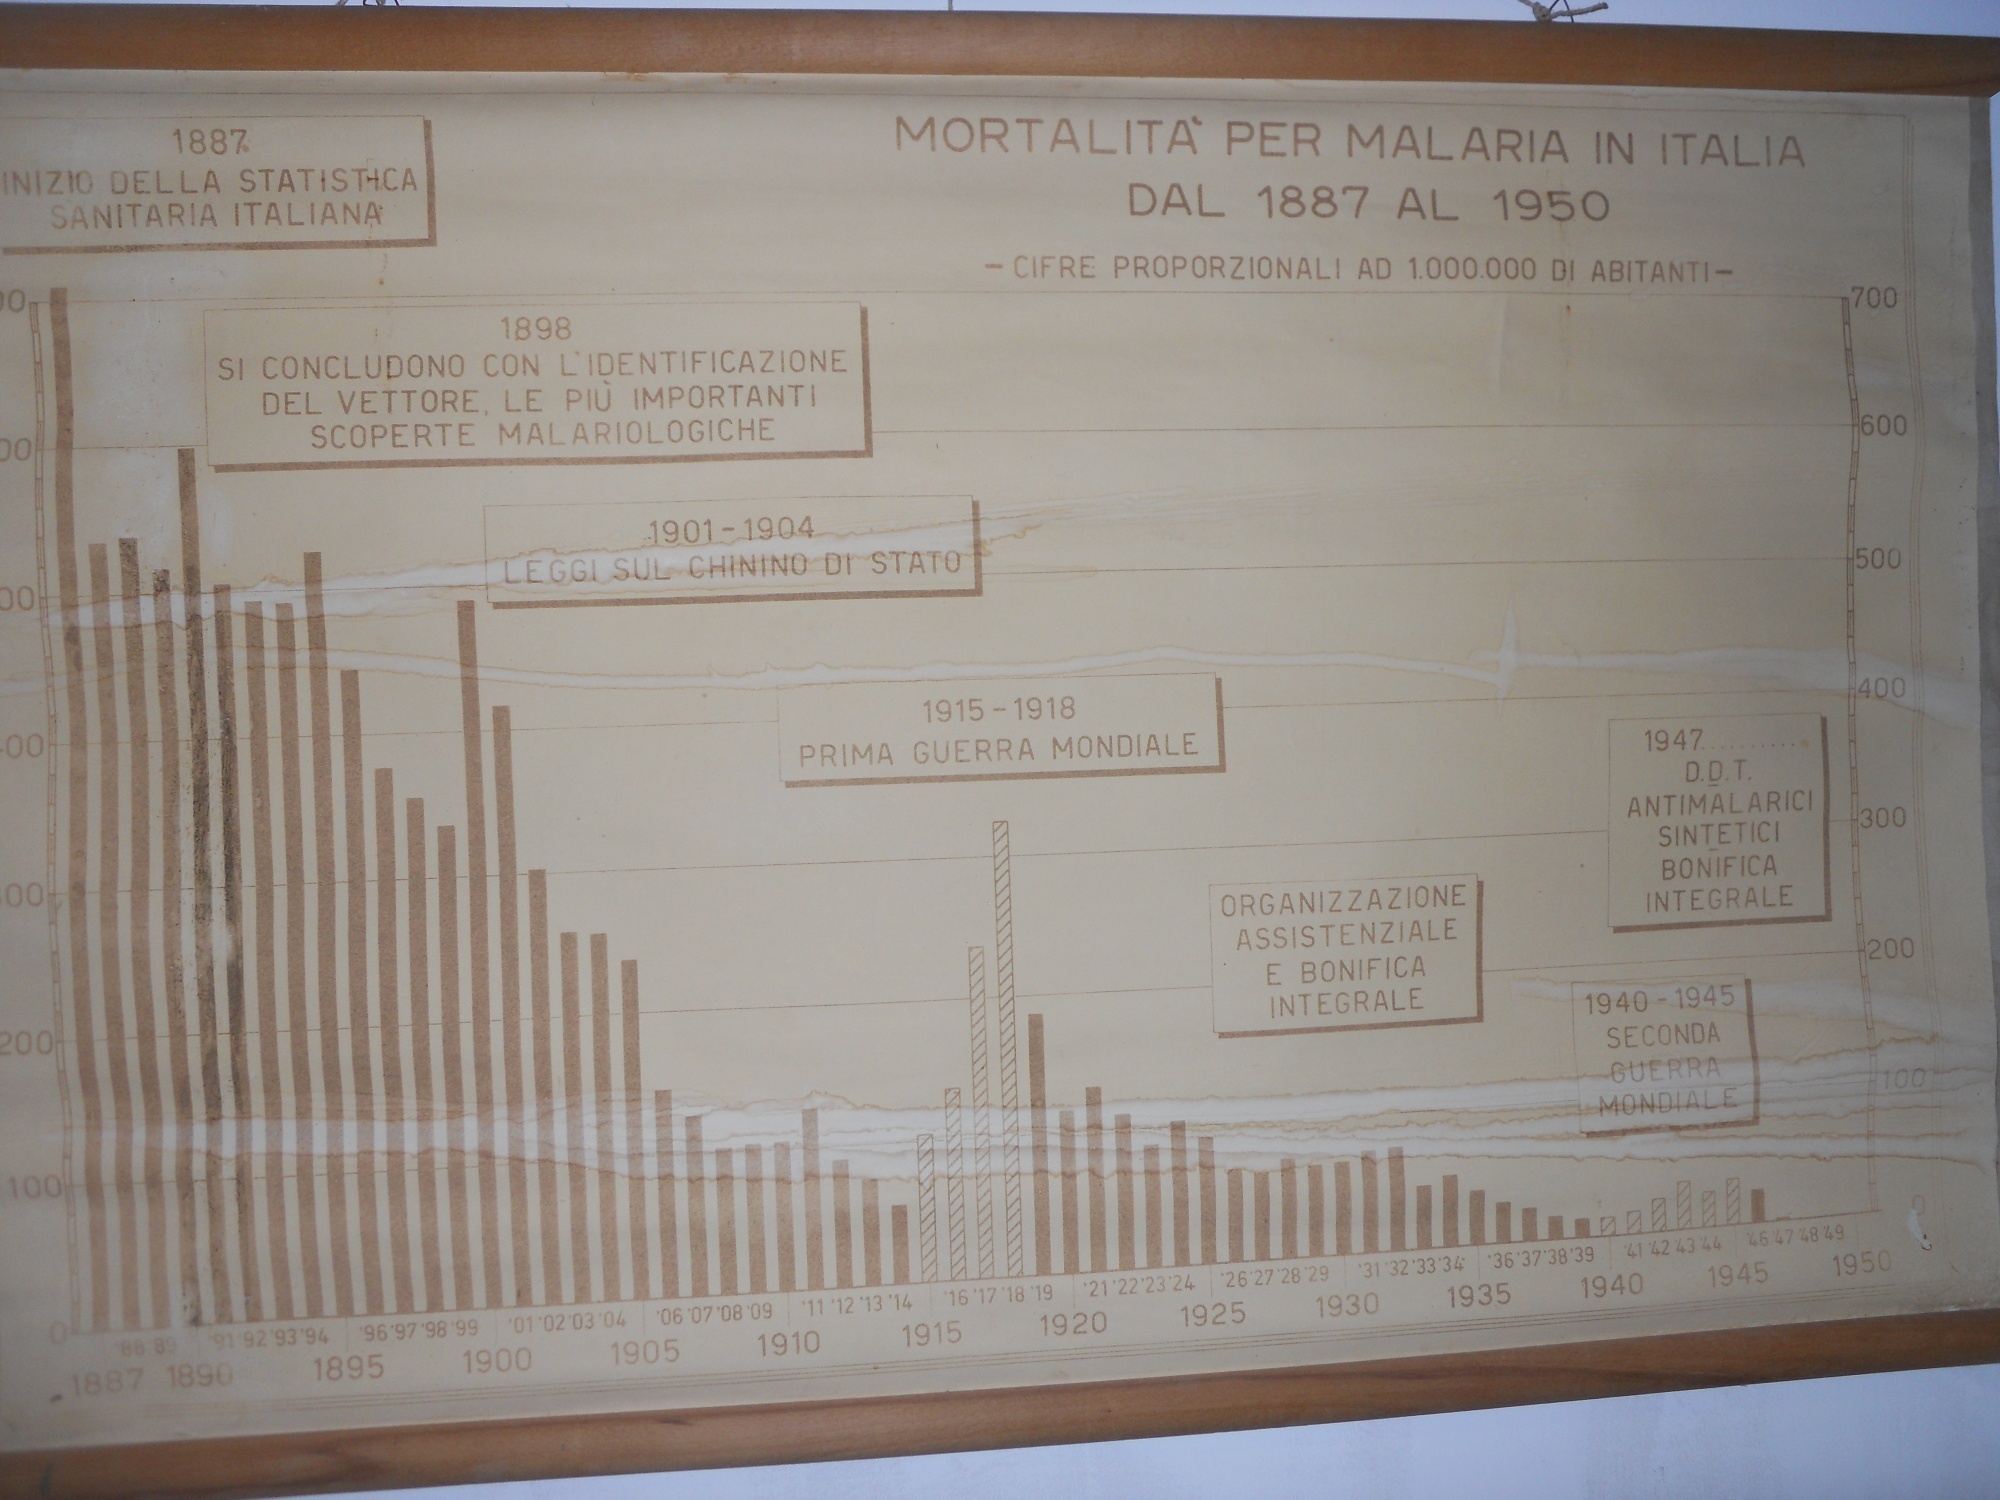 1887
INIZIO DELLA STATISTICA
SANITARIA ITALIANA
MORTALITA' PER MALARIA IN ITALIA
DAL 1887 AL 1950
— CIFRE PROPORZIONALI AD 1.000.000 DI ABITANTI —
1898
SI CONCLUDONO CON L'IDENTIFICAZIONE
DEL VETTORE, LE PIÙ IMPORTANTI
SCOPERTE MALARIOLOGICHE
1901-1904
LEGGI SUL CHININO DI STATO
1915-1918
PRIMA GUERRA MONDIALE
ORGANIZZAZIONE
ASSISTENZIALE
E BONIFICA
INTEGRALE
1947..........
D.D.T.
ANTIMALARICI
SINTETICI
BONIFICA
INTEGRALE
1940-1945
SECONDA
GUERRA
MONDIALE
200
100
0
700
600
500
400
300
200
100
0
'88 '89 '91 '92 '93 '94 '96 '97 '98 '99 '01 '02 '03 '04 '06 '07 '08 '09 '11 '12 '13 '14 '16 '17 '18 '19 '21 '22 '23 '24 '26 '27 '28 '29 '31 '32 '33 '34 '36 '37 '38 '39 '41 '42 '43 '44 '46 '47 '48 '49
1887 1890 1895 1900 1905 1910 1915 1920 1925 1930 1935 1940 1945 1950